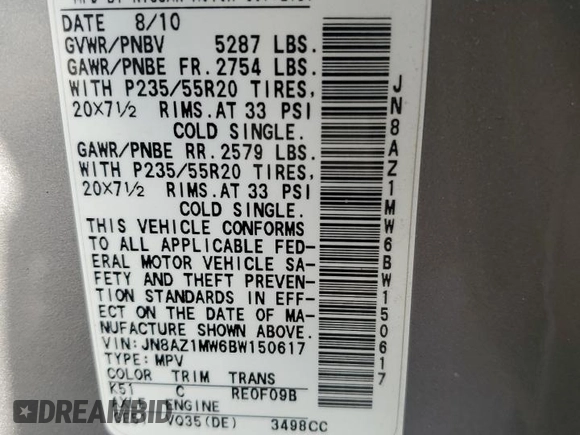 DATE 8/10
GVWR/PNBV 5287 LBS.
GAWR/PNBE FR. 2754 LBS.
WITH P235/55R20 TIRES,
20X7½ RIMS. AT 33 PSI
COLD SINGLE.
GAWR/PNBE RR. 2579 LBS.
WITH P235/55R20 TIRES,
20X7½ RIMS. AT 33 PSI
COLD SINGLE.
THIS VEHICLE CONFORMS
TO ALL APPLICABLE FED-
ERAL MOTOR VEHICLE SA-
FETY AND THEFT PREVEN-
TION STANDARDS IN EFF-
ECT ON THE DATE OF MA-
NUFACTURE SHOWN ABOVE.
VIN: JN8AZ1MW6BW150617
TYPE: MPV
COLOR TRIM TRANS
K51 C RE0F09B
ENGINE
VQ35(DE) 3498CC
JN8AZ1MW6BW150617
DREAMBID